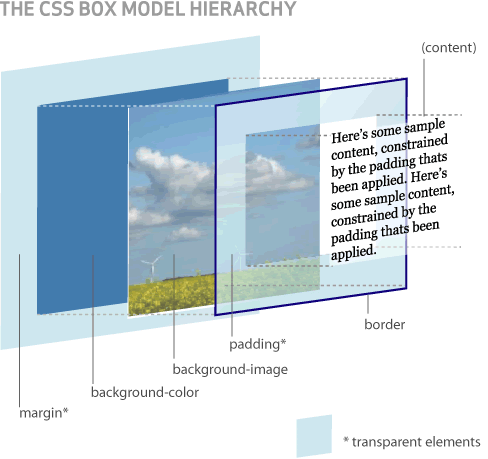 THE CSS BOX MODEL HIERARCHY
(content)
Here's some sample
content, constrained
by the padding thats
been applied. Here's
some sample content,
constrained by the
padding thats been
applied.
border
padding*
background-image
background-color
margin*
* transparent elements